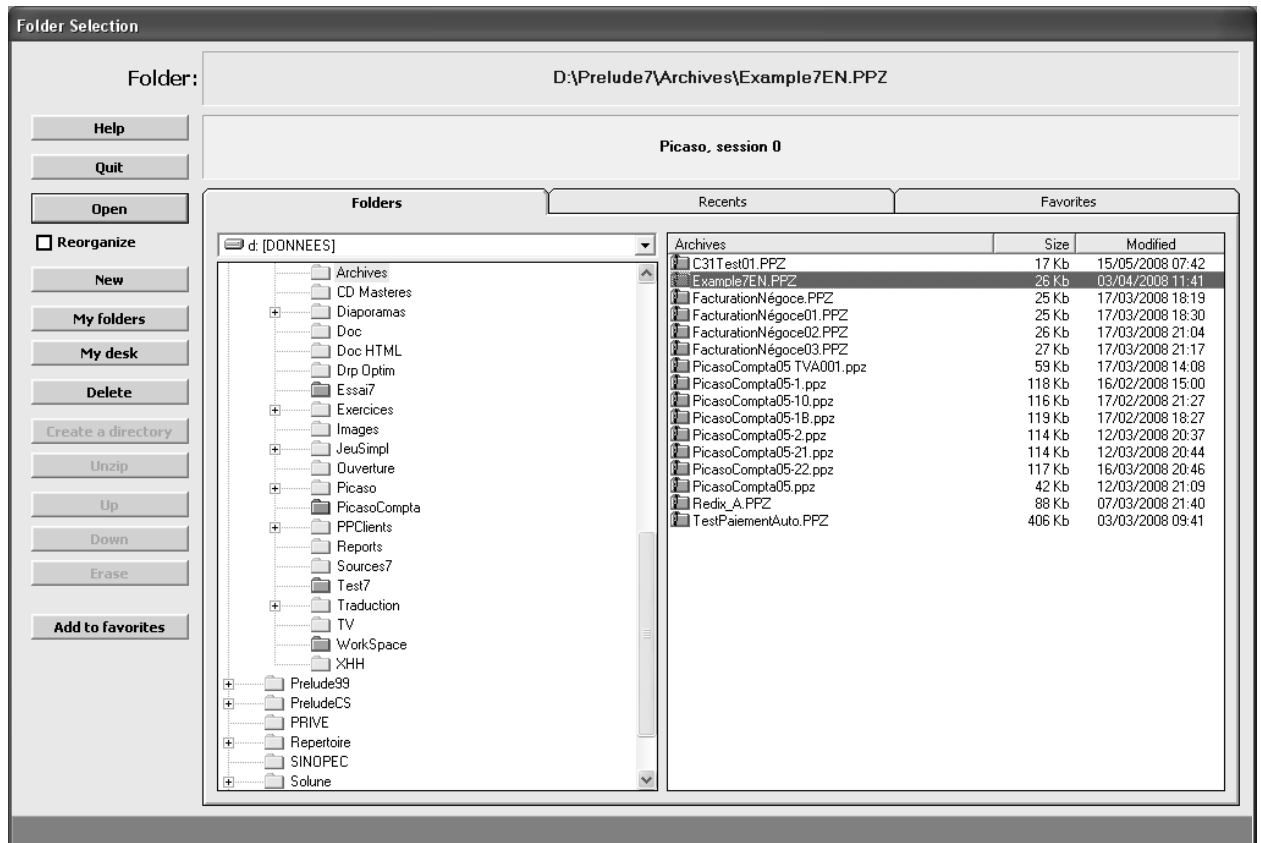 Folder Selection
Folder:
D:\Prelude7\Archives\Example7EN.PPZ
Help
Picaso, session 0
Quit
Open
Folders
Recents
Favorites
Reorganize
d: [DONNEES]
New
My folders
My desk
Delete
Create a directory
Unzip
Up
Down
Erase
Add to favorites
Archives
CD Masteres
Diaporamas
Doc
Doc HTML
Drp Optim
Essai7
Exercices
Images
JeuSimpl
Ouverture
Picaso
PicasoCompta
PPClients
Reports
Sources7
Test7
Traduction
TV
WorkSpace
XHH
Prelude99
PreludeCS
PRIVE
Repertoire
SINOPEC
Solune
Archives Size Modified
C31Test01.PPZ 17 Kb 15/05/2008 07:42
Example7EN.PPZ 26 Kb 03/04/2008 11:41
FacturationNégoce.PPZ 25 Kb 17/03/2008 18:19
FacturationNégoce01.PPZ 25 Kb 17/03/2008 18:30
FacturationNégoce02.PPZ 26 Kb 17/03/2008 21:04
FacturationNégoce03.PPZ 27 Kb 17/03/2008 21:17
PicasoCompta05 TVA001.ppz 59 Kb 17/03/2008 14:08
PicasoCompta05-1.ppz 118 Kb 16/02/2008 15:00
PicasoCompta05-10.ppz 116 Kb 17/02/2008 21:27
PicasoCompta05-1B.ppz 119 Kb 17/02/2008 18:27
PicasoCompta05-2.ppz 114 Kb 12/03/2008 20:37
PicasoCompta05-21.ppz 114 Kb 12/03/2008 20:44
PicasoCompta05-22.ppz 117 Kb 16/03/2008 20:46
PicasoCompta05.ppz 42 Kb 12/03/2008 21:09
Redix_A.PPZ 88 Kb 07/03/2008 21:40
TestPaiementAuto.PPZ 406 Kb 03/03/2008 09:41